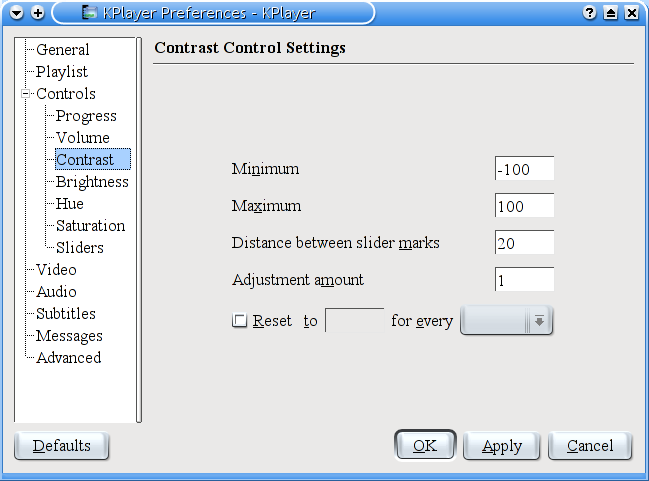 KPlayer Preferences - KPlayer
General
Playlist
Controls
Progress
Volume
Contrast
Brightness
Hue
Saturation
Sliders
Video
Audio
Subtitles
Messages
Advanced
Contrast Control Settings
Minimum -100
Maximum 100
Distance between slider marks 20
Adjustment amount 1
Reset to for every
Defaults OK Apply Cancel